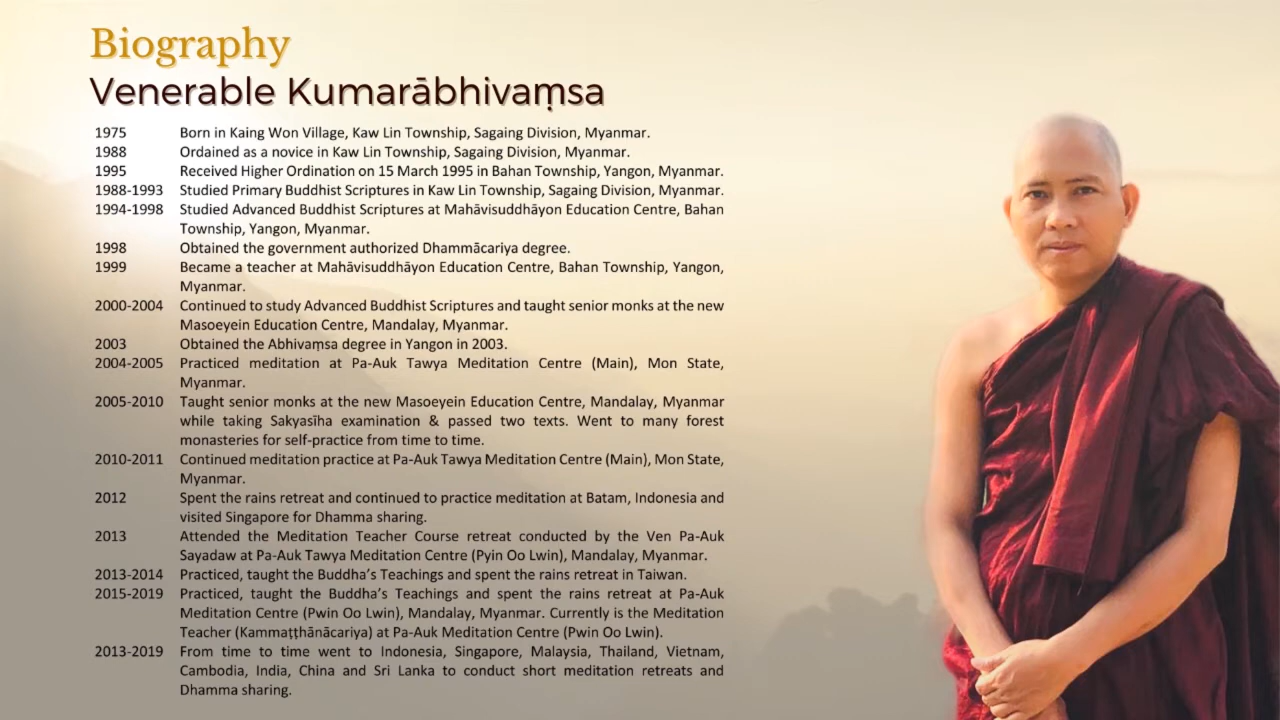 Biography
Venerable Kumarābhivaṃsa
1975 Born in Kaing Won Village, Kaw Lin Township, Sagaing Division, Myanmar.
1988 Ordained as a novice in Kaw Lin Township, Sagaing Division, Myanmar.
1995 Received Higher Ordination on 15 March 1995 in Bahan Township, Yangon, Myanmar.
1988-1993 Studied Primary Buddhist Scriptures in Kaw Lin Township, Sagaing Division, Myanmar.
1994-1998 Studied Advanced Buddhist Scriptures at Mahāvisuddhāyon Education Centre, Bahan
Township, Yangon, Myanmar.
1998 Obtained the government authorized Dhammācariya degree.
1999 Became a teacher at Mahāvisuddhāyon Education Centre, Bahan Township, Yangon,
Myanmar.
2000-2004 Continued to study Advanced Buddhist Scriptures and taught senior monks at the new
Masoeyein Education Centre, Mandalay, Myanmar.
2003 Obtained the Abhivaṃsa degree in Yangon in 2003.
2004-2005 Practiced meditation at Pa-Auk Tawya Meditation Centre (Main), Mon State,
Myanmar.
2005-2010 Taught senior monks at the new Masoeyein Education Centre, Mandalay, Myanmar
while taking Sakyasīha examination & passed two texts. Went to many forest
monasteries for self-practice from time to time.
2010-2011 Continued meditation practice at Pa-Auk Tawya Meditation Centre (Main), Mon State,
Myanmar.
2012 Spent the rains retreat and continued to practice meditation at Batam, Indonesia and
visited Singapore for Dhamma sharing.
2013 Attended the Meditation Teacher Course retreat conducted by the Ven Pa-Auk
Sayadaw at Pa-Auk Tawya Meditation Centre (Pyin Oo Lwin), Mandalay, Myanmar.
2013-2014 Practiced, taught the Buddha's Teachings and spent the rains retreat in Taiwan.
2015-2019 Practiced, taught the Buddha's Teachings and spent the rains retreat at Pa-Auk
Meditation Centre (Pwin Oo Lwin), Mandalay, Myanmar. Currently is the Meditation
Teacher (Kammaṭṭhānācariya) at Pa-Auk Meditation Centre (Pwin Oo Lwin).
2013-2019 From time to time went to Indonesia, Singapore, Malaysia, Thailand, Vietnam,
Cambodia, India, China and Sri Lanka to conduct short meditation retreats and
Dhamma sharing.